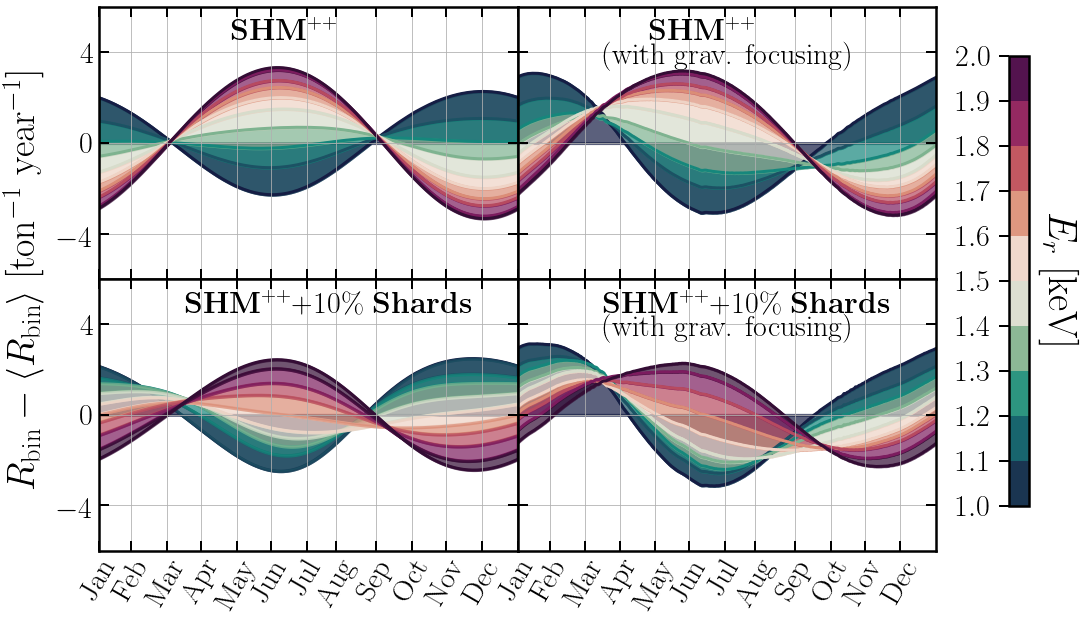 SHM⁺⁺
SHM⁺⁺
(with grav. focusing)
4
0
−4
SHM⁺⁺+10% Shards
SHM⁺⁺+10% Shards
(with grav. focusing)
4
0
−4
R_bin − ⟨R_bin⟩ [ton⁻¹ year⁻¹]
Jan Feb Mar Apr May Jun Jul Aug Sep Oct Nov Dec
Jan Feb Mar Apr May Jun Jul Aug Sep Oct Nov Dec
2.0
1.9
1.8
1.7
1.6
1.5
1.4
1.3
1.2
1.1
1.0
E_r [keV]